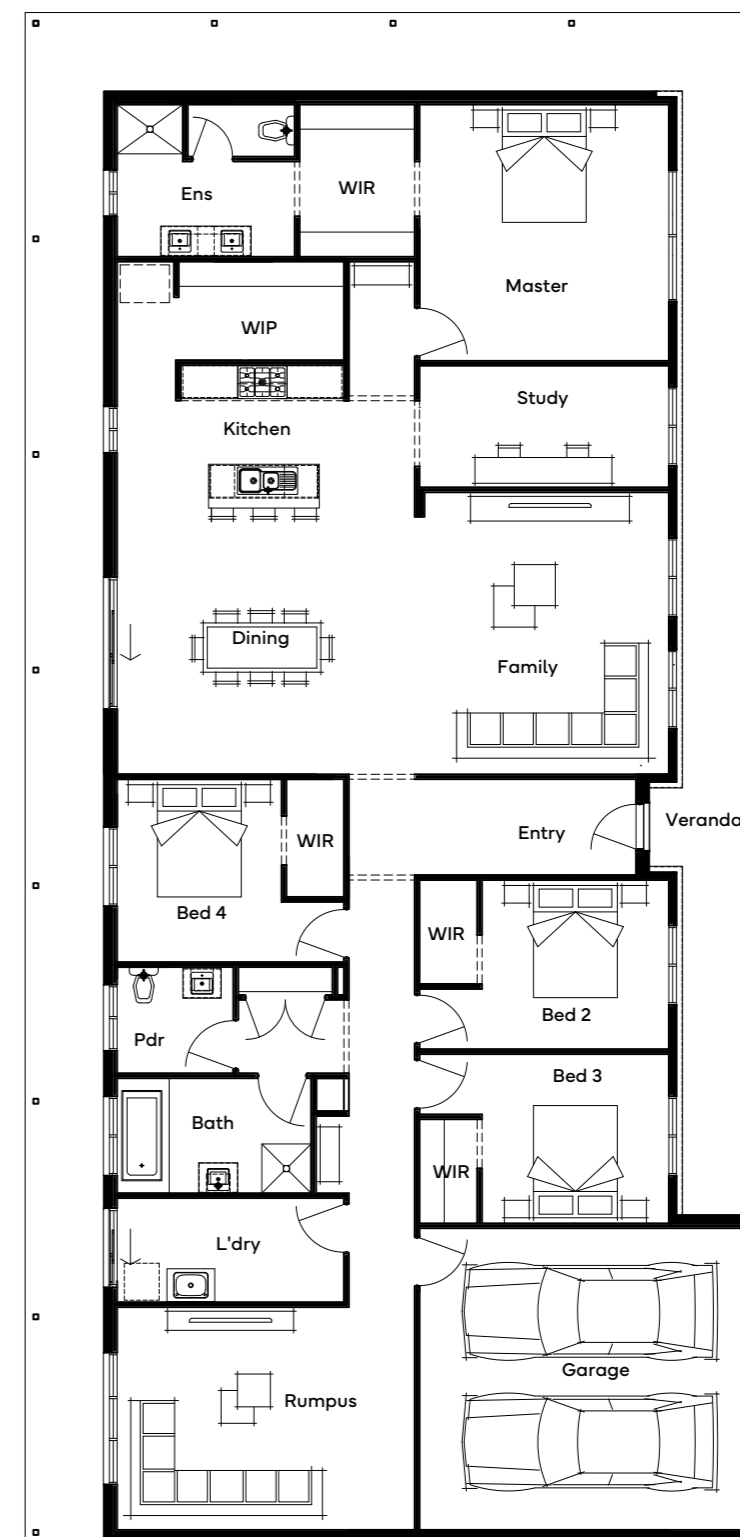 Ens
WIR
Master
WIP
Study
Kitchen
Dining
Family
Entry
Veranda
WIR
Bed 4
WIR
Bed 2
Pdr
Bed 3
Bath
WIR
L'dry
Garage
Rumpus